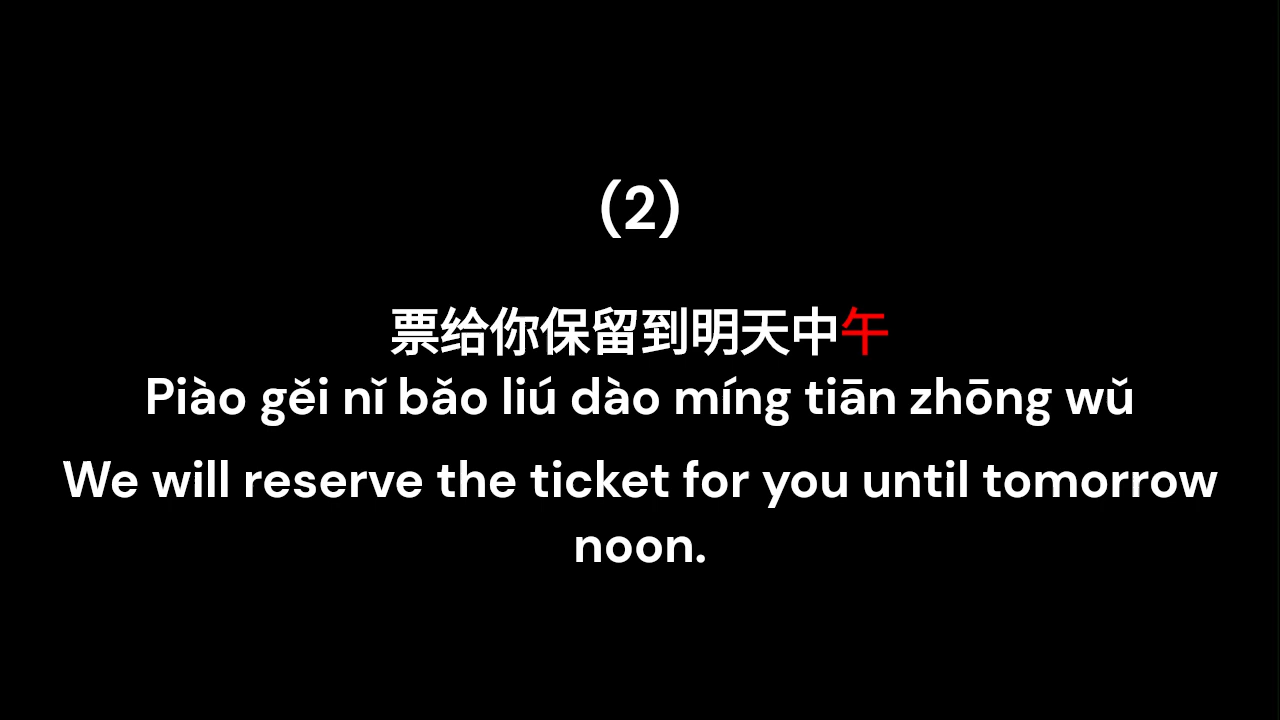 (2)
票给你保留到明天中午
Piào gěi nǐ bǎo liú dào míng tiān zhōng wǔ
We will reserve the ticket for you until tomorrow
noon.